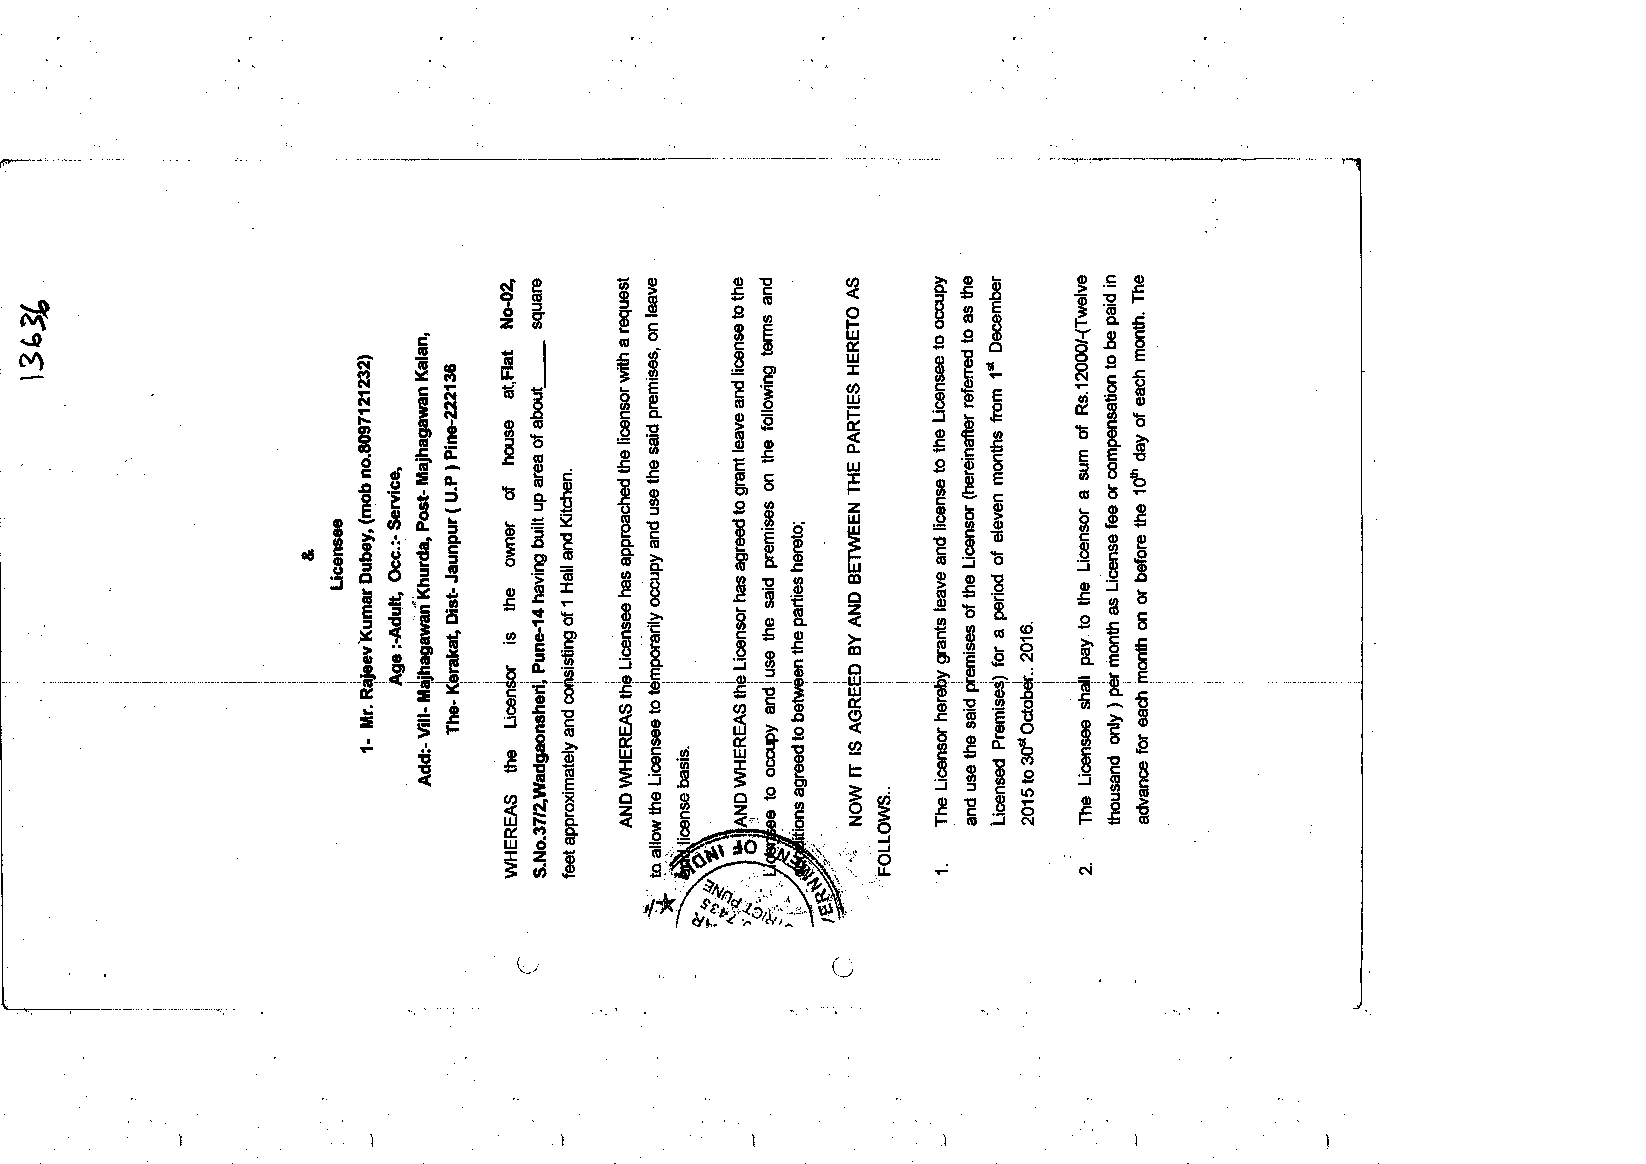 13636
&
Licensee
1- Mr. Rajeev Kumar Dubey, (mob no.8097121232)
Age :-Adult, Occ.:- Service,
Add:- Vill- Majhagawan Khurda, Post- Majhagawan Kalan,
The- Kerakat, Dist- Jaunpur ( U.P ) Pine-222136
WHEREAS the Licensor is the owner of house at,Flat No-02,
S.No.37/2,Wadgaonsheri, Pune-14 having built up area of about____ square
feet approximately and consisting of 1 Hall and Kitchen.
AND WHEREAS the Licensee has approached the licensor with a request
to allow the Licensee to temporarily occupy and use the said premises, on leave
and license basis.
AND WHEREAS the Licensor has agreed to grant leave and license to the
Licensee to occupy and use the said premises on the following terms and
conditions agreed to between the parties hereto;
NOW IT IS AGREED BY AND BETWEEN THE PARTIES HERETO AS
FOLLOWS..
1. The Licensor hereby grants leave and license to the Licensee to occupy
and use the said premises of the Licensor (hereinafter referred to as the
Licensed Premises) for a period of eleven months from 1st December
2015 to 30st October.. 2016.
2. The Licensee shall pay to the Licensor a sum of Rs.12000/-(Twelve
thousand only ) per month as License fee or compensation to be paid in
advance for each month on or before the 10th day of each month. The
VERNMENT OF INDIA
AR
7435
TRICT PUNE